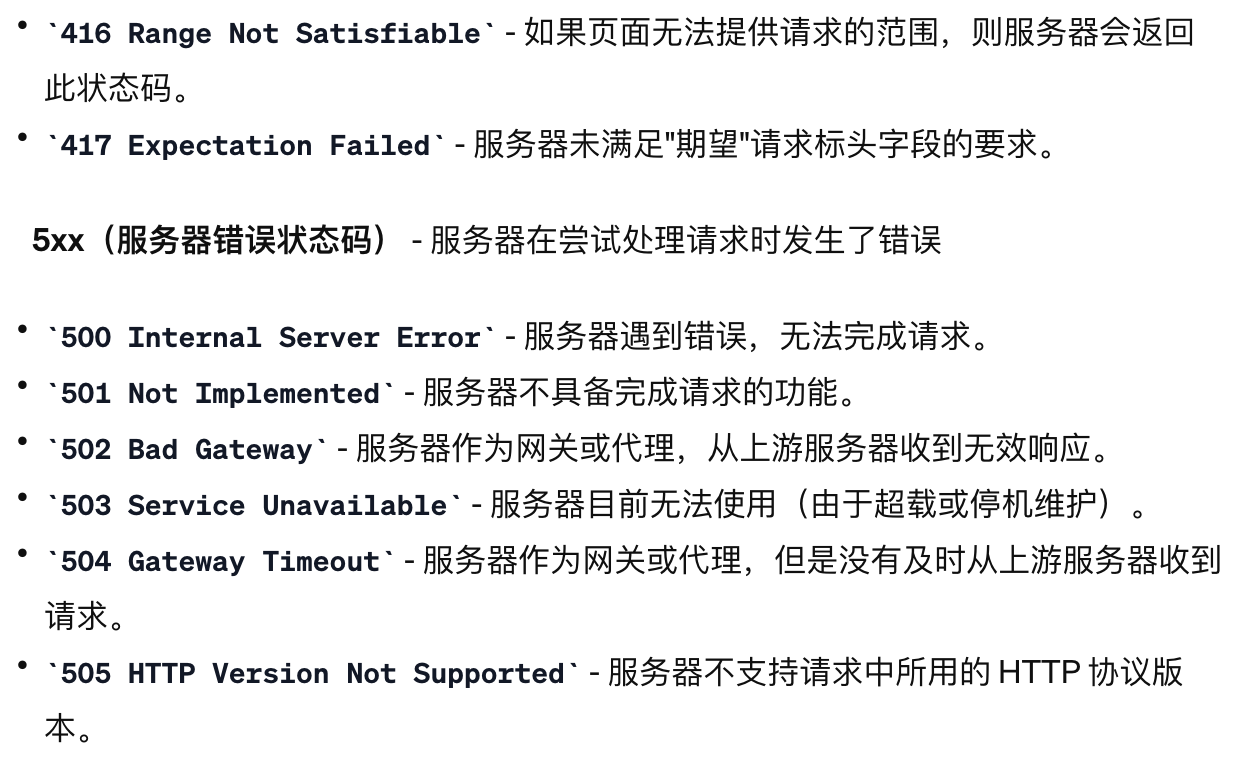 • `416 Range Not Satisfiable` - 如果页面无法提供请求的范围，则服务器会返回
此状态码。
• `417 Expectation Failed` - 服务器未满足"期望"请求标头字段的要求。
5xx（服务器错误状态码） - 服务器在尝试处理请求时发生了错误
• `500 Internal Server Error` - 服务器遇到错误，无法完成请求。
• `501 Not Implemented` - 服务器不具备完成请求的功能。
• `502 Bad Gateway` - 服务器作为网关或代理，从上游服务器收到无效响应。
• `503 Service Unavailable` - 服务器目前无法使用（由于超载或停机维护）。
• `504 Gateway Timeout` - 服务器作为网关或代理，但是没有及时从上游服务器收到
请求。
• `505 HTTP Version Not Supported` - 服务器不支持请求中所用的 HTTP 协议版
本。